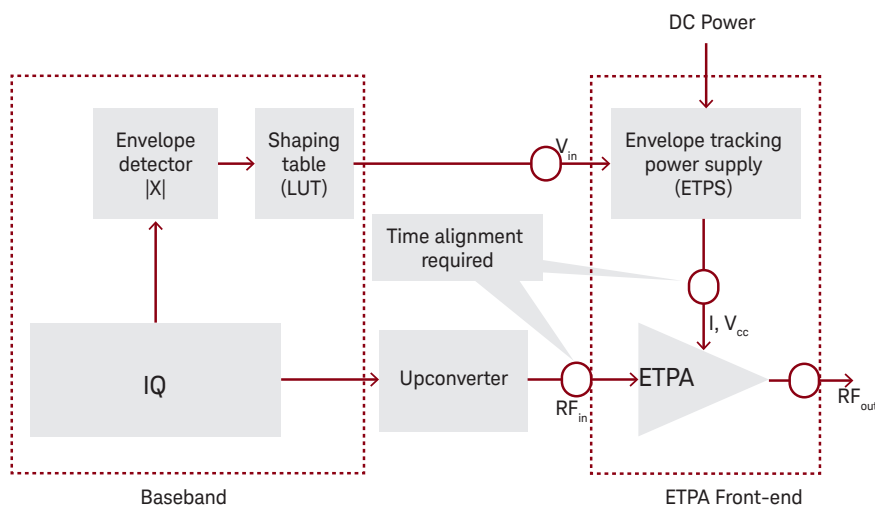 DC Power
Envelope
detector
|X|
Shaping
table
(LUT)
V_in
Envelope tracking
power supply
(ETPS)
Time alignment
required
I, V_cc
IQ
Upconverter
RF_in
ETPA
RF_out
Baseband
ETPA Front-end